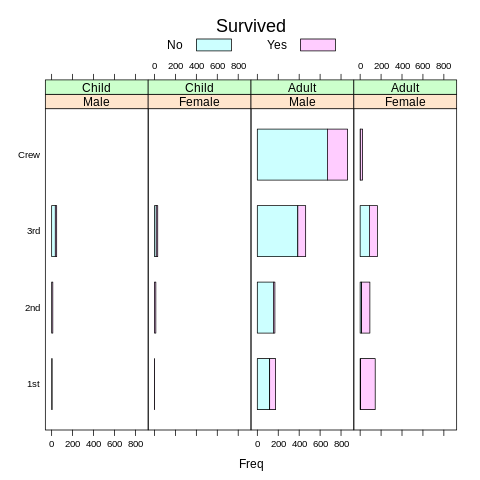 Survived
No Yes
0 200 400 600 800 0 200 400 600 800
Child Child Adult Adult
Male Female Male Female
Crew
3rd
2nd
1st
0 200 400 600 800 0 200 400 600 800
Freq